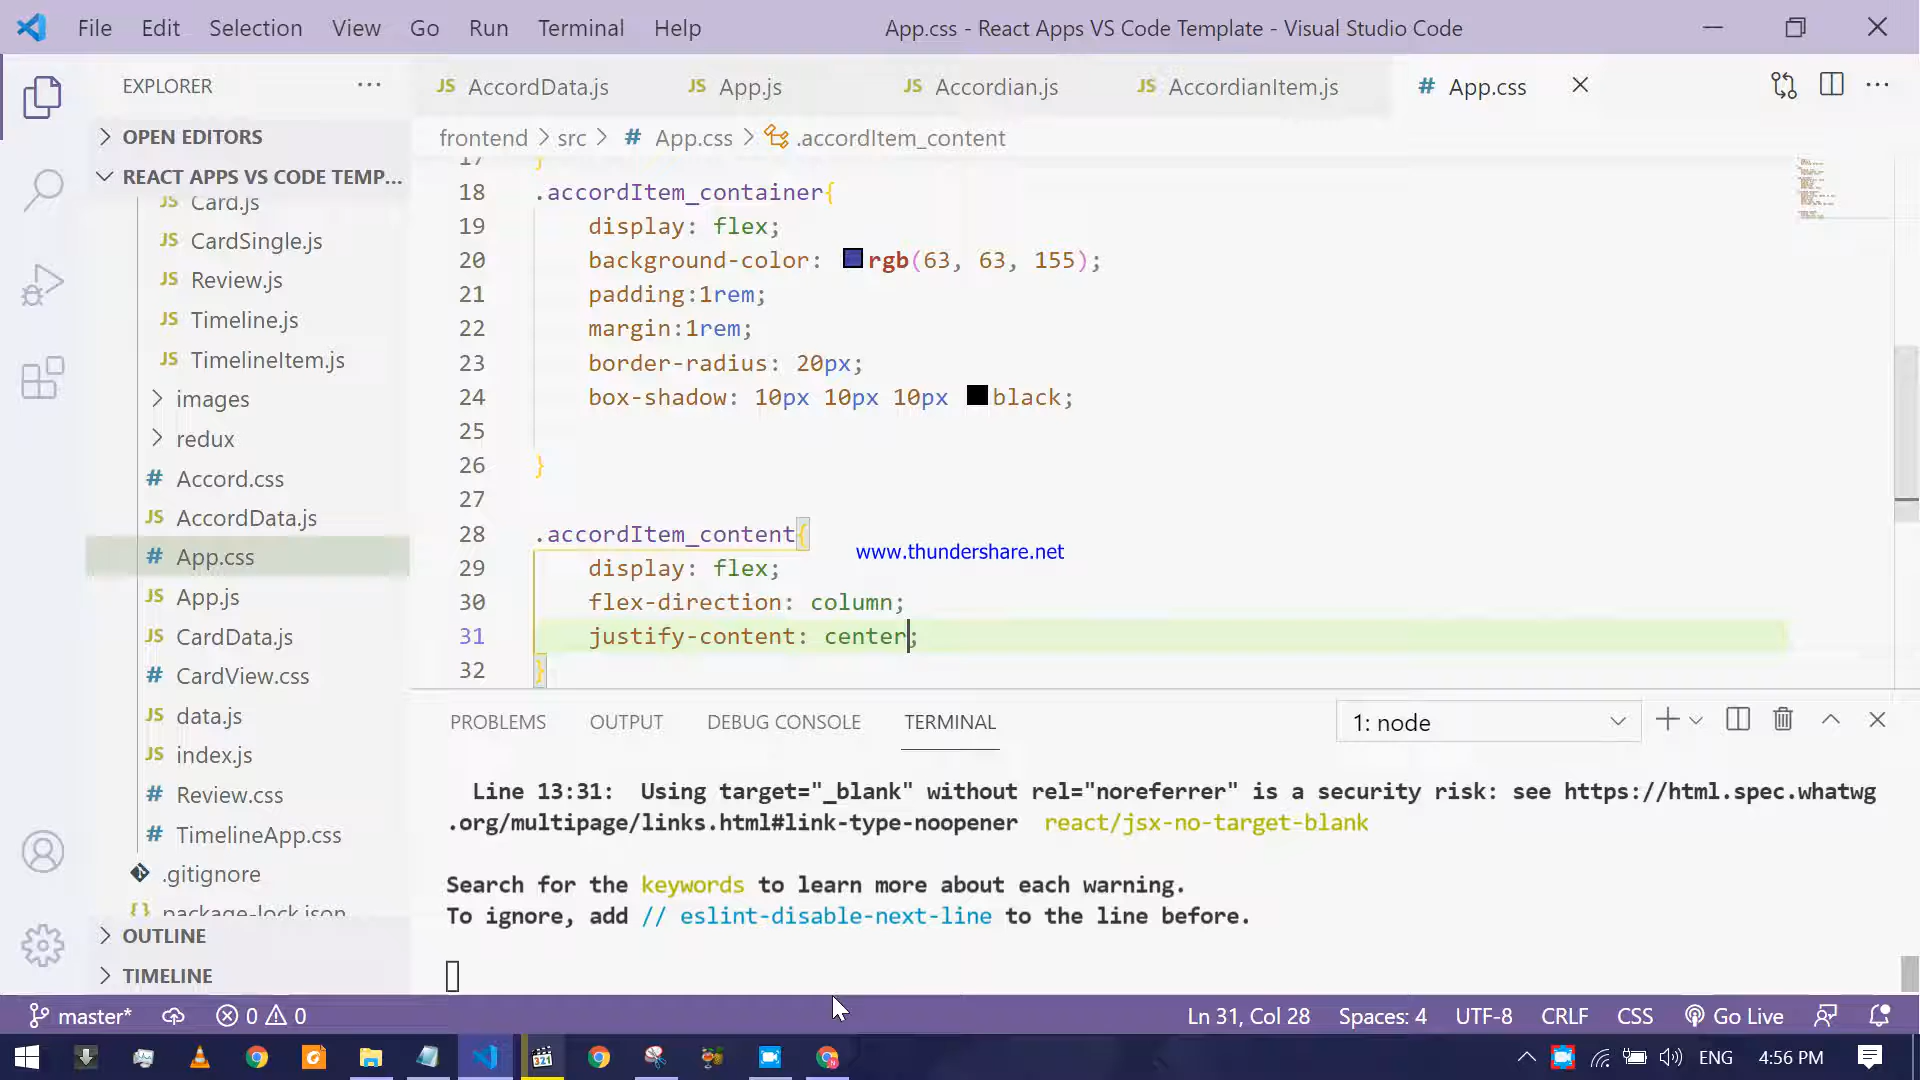 File Edit Selection View Go Run Terminal Help App.css - React Apps VS Code Template - Visual Studio Code
EXPLORER ···
JS AccordData.js JS App.js JS Accordian.js JS AccordianItem.js # App.css
OPEN EDITORS
REACT APPS VS CODE TEMP...
JS Card.js
JS CardSingle.js
JS Review.js
JS Timeline.js
JS TimelineItem.js
images
redux
# Accord.css
JS AccordData.js
# App.css
JS App.js
JS CardData.js
# CardView.css
JS data.js
JS index.js
# Review.css
# TimelineApp.css
.gitignore
{} package-lock.json
OUTLINE
TIMELINE
frontend > src > # App.css > .accordItem_content
17 }
18 .accordItem_container{
19 display: flex;
20 background-color: rgb(63, 63, 155);
21 padding:1rem;
22 margin:1rem;
23 border-radius: 20px;
24 box-shadow: 10px 10px 10px black;
25
26 }
27
28 .accordItem_content{
www.thundershare.net
29 display: flex;
30 flex-direction: column;
31 justify-content: center;
32 }
PROBLEMS OUTPUT DEBUG CONSOLE TERMINAL 1: node
Line 13:31: Using target="_blank" without rel="noreferrer" is a security risk: see https://html.spec.whatwg
.org/multipage/links.html#link-type-noopener react/jsx-no-target-blank
Search for the keywords to learn more about each warning.
To ignore, add // eslint-disable-next-line to the line before.
master* 0 0 Ln 31, Col 28 Spaces: 4 UTF-8 CRLF CSS Go Live
321 ENG 4:56 PM